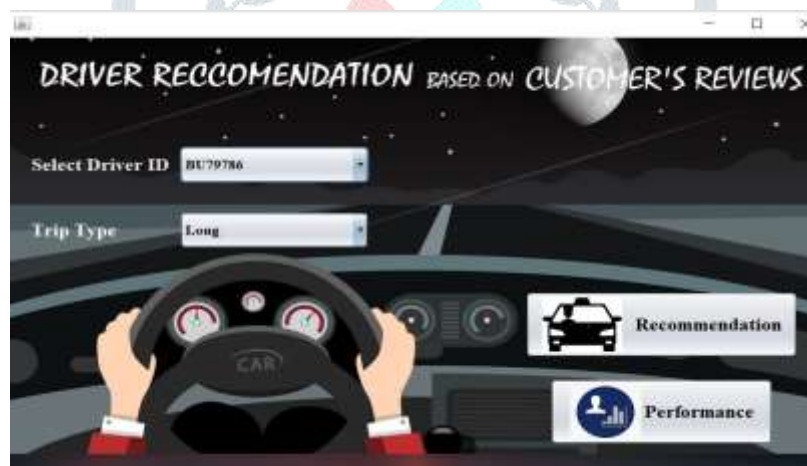 DRIVER RECCOMENDATION BASED ON CUSTOMER'S REVIEWS
Select Driver ID BU79786
Trip Type Long
CAR
Recommendation
Performance